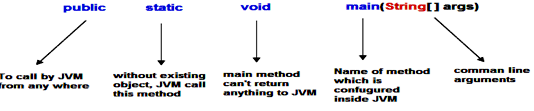 public static void main(String[] args)
To call by JVM
from any where
without existing
object, JVM call
this method
main method
can't return
anything to JVM
Name of method
which is
confugured
inside JVM
comman line
arguments